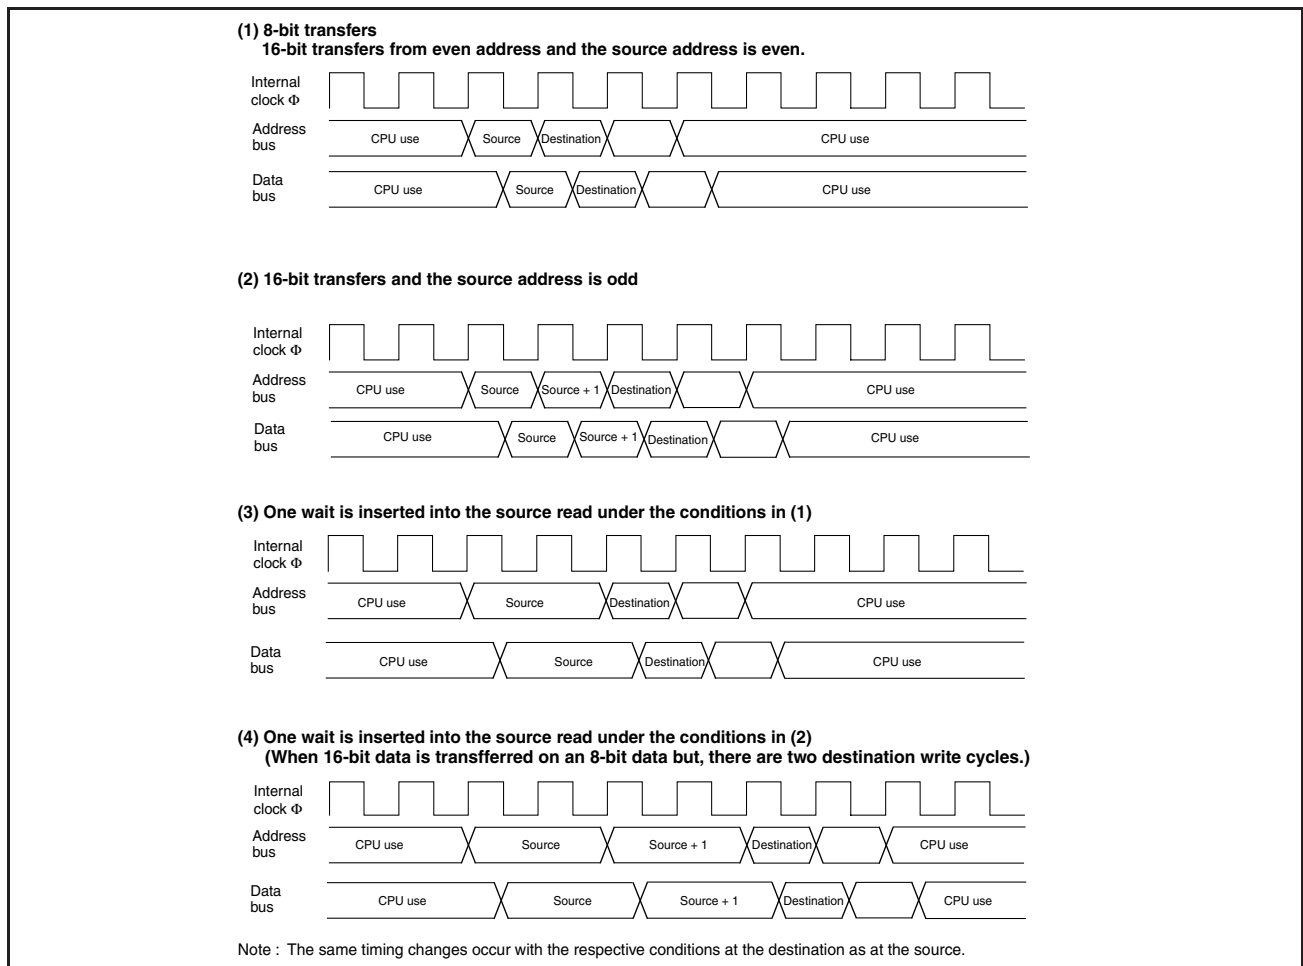 (1) 8-bit transfers
16-bit transfers from even address and the source address is even.
Internal
clock Φ
Address
bus
CPU use
Source
Destination
CPU use
Data
bus
CPU use
Source
Destination
CPU use
(2) 16-bit transfers and the source address is odd
Internal
clock Φ
Address
bus
CPU use
Source
Source + 1
Destination
CPU use
Data
bus
CPU use
Source
Source + 1
Destination
CPU use
(3) One wait is inserted into the source read under the conditions in (1)
Internal
clock Φ
Address
bus
CPU use
Source
Destination
CPU use
Data
bus
CPU use
Source
Destination
CPU use
(4) One wait is inserted into the source read under the conditions in (2)
(When 16-bit data is transfferred on an 8-bit data but, there are two destination write cycles.)
Internal
clock Φ
Address
bus
CPU use
Source
Source + 1
Destination
CPU use
Data
bus
CPU use
Source
Source + 1
Destination
CPU use
Note : The same timing changes occur with the respective conditions at the destination as at the source.